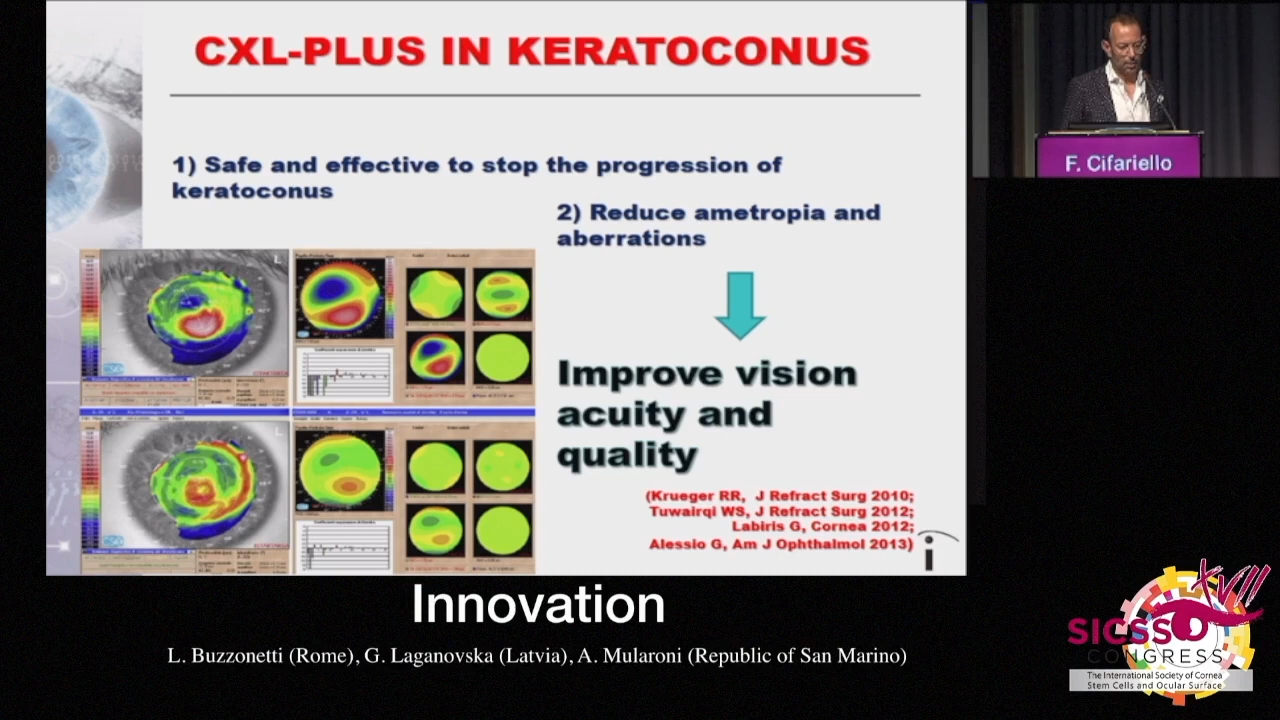 CXL-PLUS IN KERATOCONUS
1) Safe and effective to stop the progression of
keratoconus
2) Reduce ametropia and
aberrations
Improve vision
acuity and
quality
(Krueger RR, J Refract Surg 2010;
Tuwairqi WS, J Refract Surg 2012;
Labiris G, Cornea 2012;
Alessio G, Am J Ophthalmol 2013)
F. Cifariello
Innovation
L. Buzzonetti (Rome), G. Laganovska (Latvia), A. Mularoni (Republic of San Marino)
XVII
SICSSO
CONGRESS
The International Society of Cornea
Stem Cells and Ocular Surface